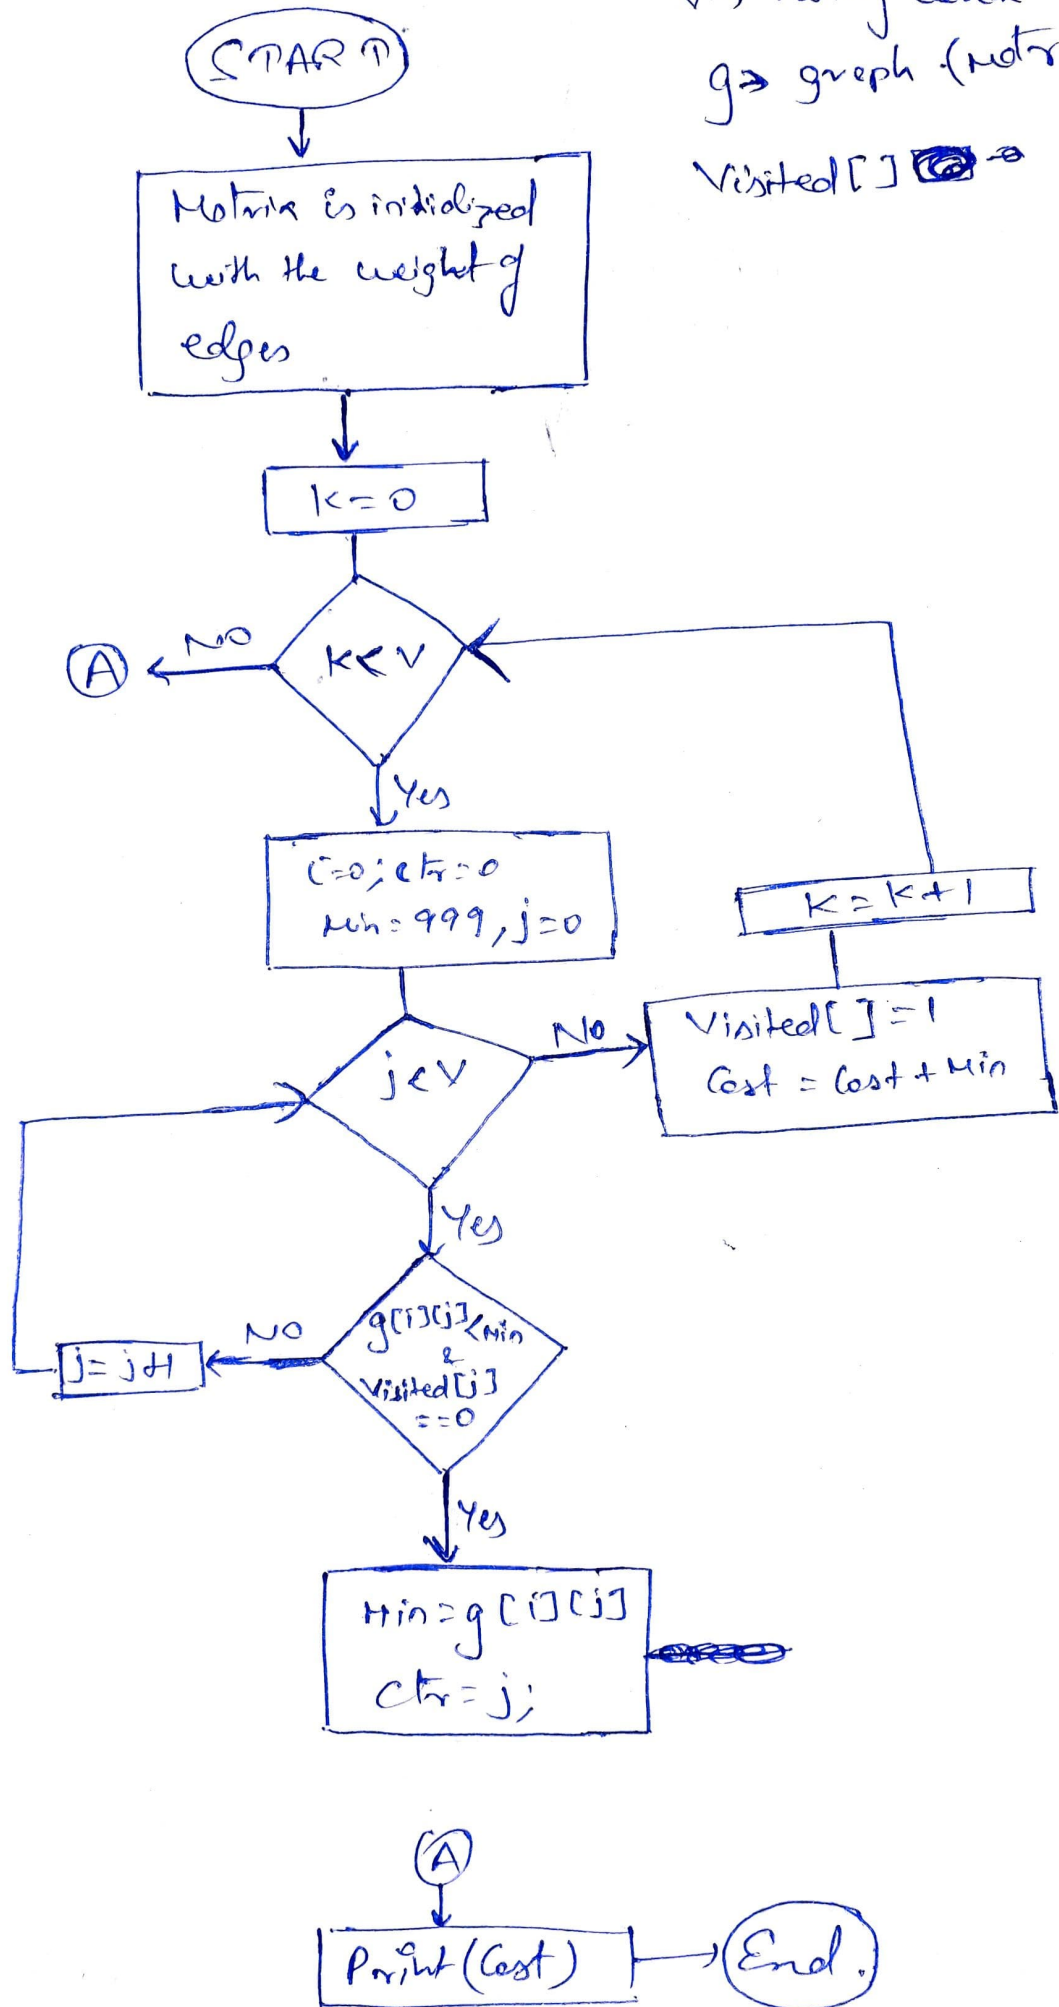 START
g→ graph (Matr
Visited[]
Matrix is initialized
with the weight of
edges
K=0
K<V
NO
A
Yes
i=0; ctr=0
Min=999, j=0
K=K+1
Visited[ ]=1
Cost = Cost + Min
NO
j<V
Yes
g[i][j]<Min
&
Visited[j]
==0
NO
j=j+1
Yes
Min=g[i][j]
Ctr=j;
A
Print(Cost)
End.